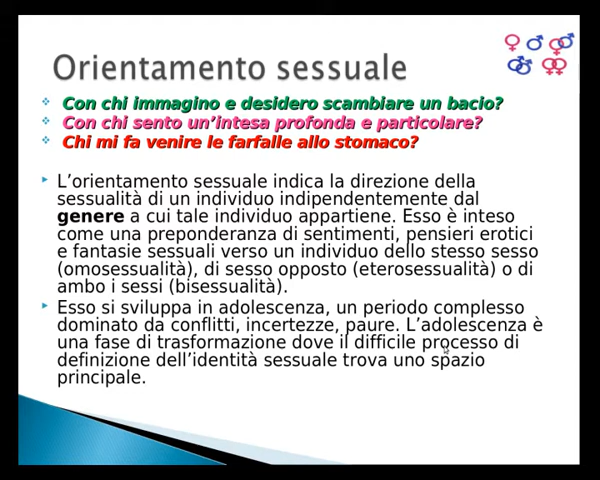 Orientamento sessuale
Con chi immagino e desidero scambiare un bacio?
Con chi sento un'intesa profonda e particolare?
Chi mi fa venire le farfalle allo stomaco?
L'orientamento sessuale indica la direzione della
sessualità di un individuo indipendentemente dal
genere a cui tale individuo appartiene. Esso è inteso
come una preponderanza di sentimenti, pensieri erotici
e fantasie sessuali verso un individuo dello stesso sesso
(omosessualità), di sesso opposto (eterosessualità) o di
ambo i sessi (bisessualità).
Esso si sviluppa in adolescenza, un periodo complesso
dominato da conflitti, incertezze, paure. L'adolescenza è
una fase di trasformazione dove il difficile processo di
definizione dell'identità sessuale trova uno spazio
principale.